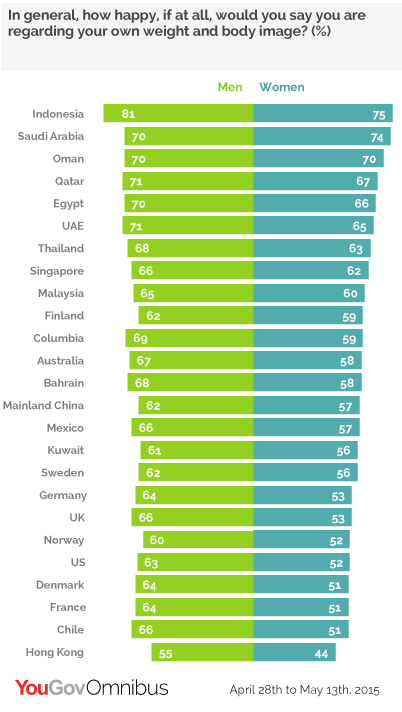 In general, how happy, if at all, would you say you are
regarding your own weight and body image? (%)
Men Women
Indonesia 81 75
Saudi Arabia 70 74
Oman 70 70
Qatar 71 67
Egypt 70 66
UAE 71 65
Thailand 68 63
Singapore 66 62
Malaysia 65 60
Finland 62 59
Columbia 69 59
Australia 67 58
Bahrain 68 58
Mainland China 62 57
Mexico 66 57
Kuwait 61 56
Sweden 62 56
Germany 64 53
UK 66 53
Norway 60 52
US 63 52
Denmark 64 51
France 64 51
Chile 66 51
Hong Kong 55 44
YouGovOmnibus April 28th to May 13th, 2015